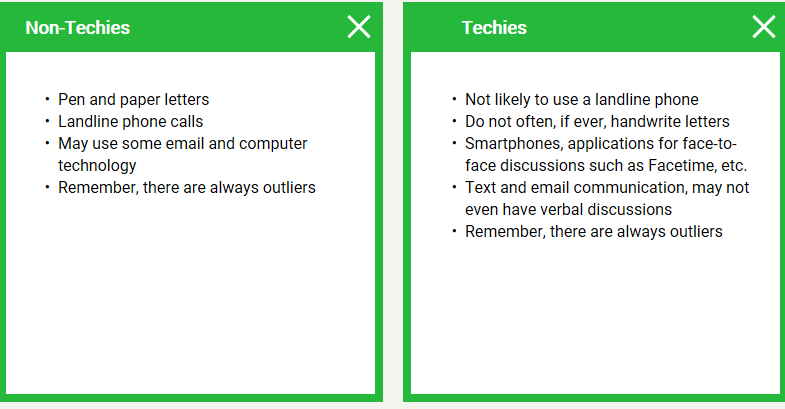 Non-Techies
• Pen and paper letters
• Landline phone calls
• May use some email and computer
technology
• Remember, there are always outliers
Techies
• Not likely to use a landline phone
• Do not often, if ever, handwrite letters
• Smartphones, applications for face-to-
face discussions such as Facetime, etc.
• Text and email communication, may not
even have verbal discussions
• Remember, there are always outliers